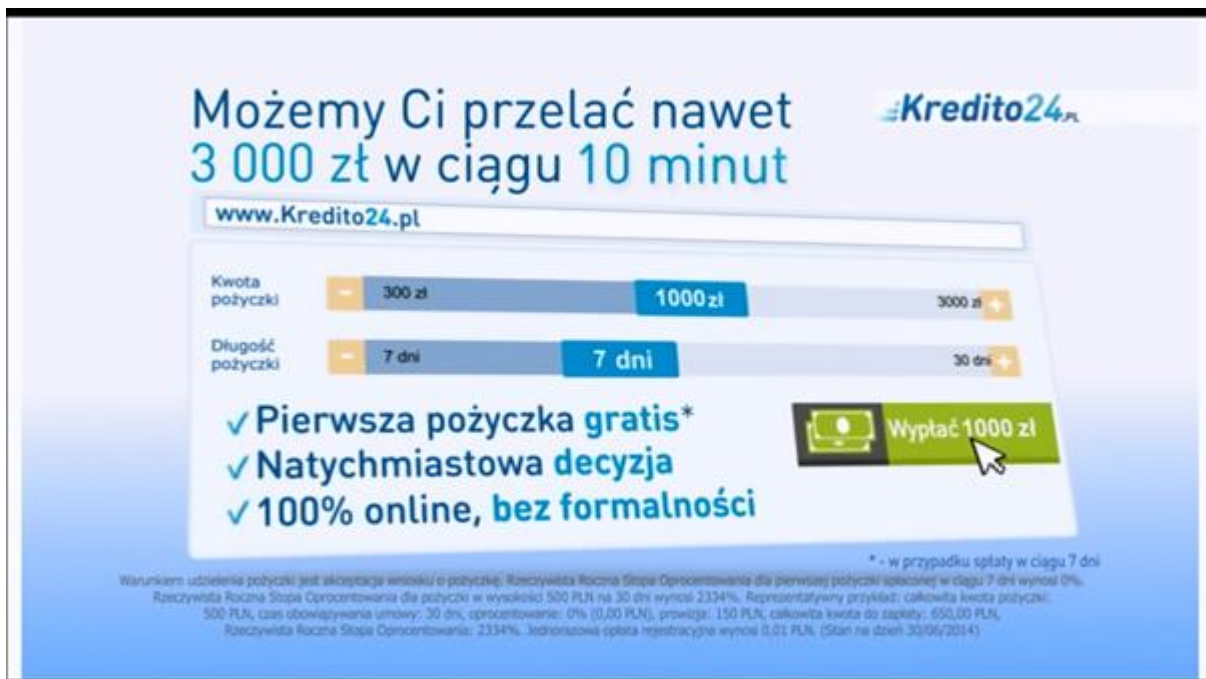 Możemy Ci przelać nawet
3 000 zł w ciągu 10 minut
Kredito24.PL
www.Kredito24.pl
Kwota
pożyczki
− 300 zł 1000 zł 3000 zł +
Długość
pożyczki
− 7 dni 7 dni 30 dni +
✓ Pierwsza pożyczka gratis*
✓ Natychmiastowa decyzja
✓ 100% online, bez formalności
Wypłać 1000 zł
* - w przypadku spłaty w ciągu 7 dni
Warunkiem udzielenia pożyczki jest akceptacja wniosku o pożyczkę. Rzeczywista Roczna Stopa Oprocentowania dla pierwszej pożyczki spłaconej w ciągu 7 dni wynosi 0%.
Rzeczywista Roczna Stopa Oprocentowania dla pożyczki w wysokości 500 PLN na 30 dni wynosi 2334%. Reprezentatywny przykład: całkowita kwota pożyczki:
500 PLN, czas obowiązywania umowy: 30 dni, oprocentowanie: 0% (0,00 PLN), prowizja: 150 PLN, całkowita kwota do zapłaty: 650,00 PLN,
Rzeczywista Roczna Stopa Oprocentowania: 2334%. Jednorazowa opłata rejestracyjna wynosi 0,01 PLN. (Stan na dzień 30/06/2014)